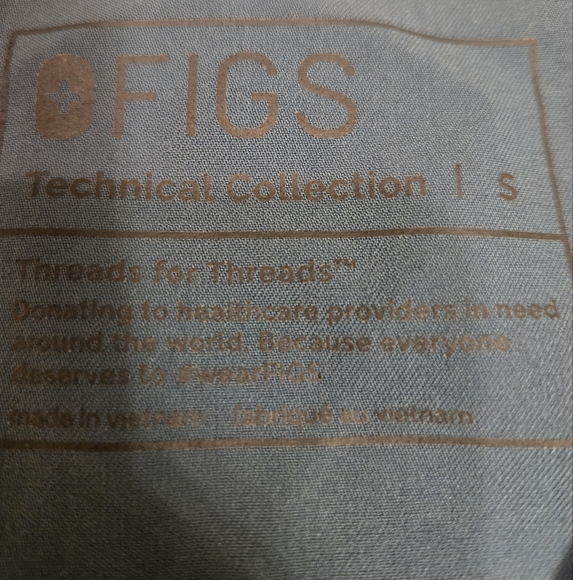 FIGS
Technical Collection | S
Threads for Threads™
Donating to healthcare providers in need
around the world. Because everyone
deserves to #wearFIGS
made in vietnam fabriqué au vietnam